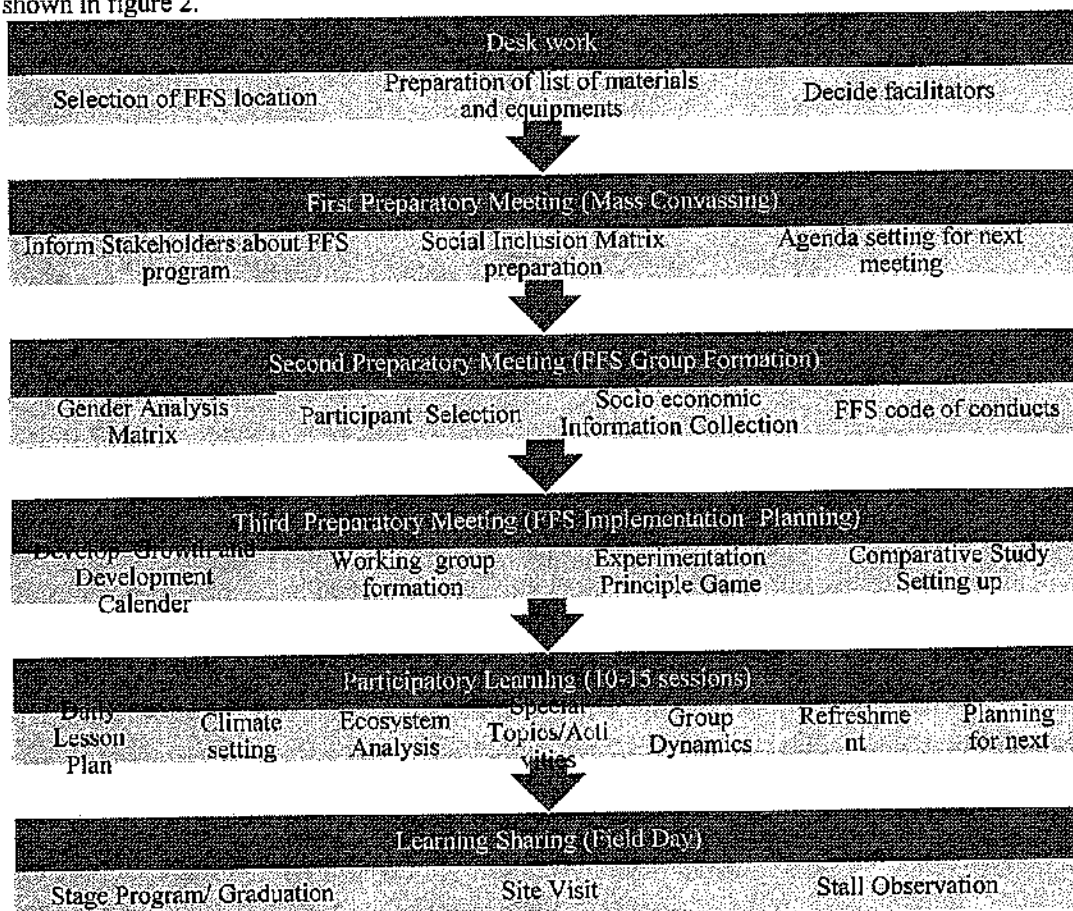 shown in figure 2.
Desk work
Selection of FFS location
Preparation of list of materials
and equipments
Decide facilitators
First Preparatory Meeting (Mass Convassing)
Inform Stakeholders about FFS
program
Social Inclusion Matrix
preparation
Agenda setting for next
meeting
Second Preparatory Meeting (FFS Group Formation)
Gender Analysis
Matrix
Participant Selection
Socio economic
Information Collection
FFS code of conducts
Third Preparatory Meeting (FFS Implementation Planning)
Develop Growth and
Development
Calender
Working group
formation
Experimentation
Principle Game
Comparative Study
Setting up
Participatory Learning (10-15 sessions)
Daily
Lesson
Plan
Climate
setting
Ecosystem
Analysis
Special
Topics/Acti
vities
Group
Dynamics
Refreshme
nt
Planning
for next
Learning Sharing (Field Day)
Stage Program/ Graduation
Site Visit
Stall Observation